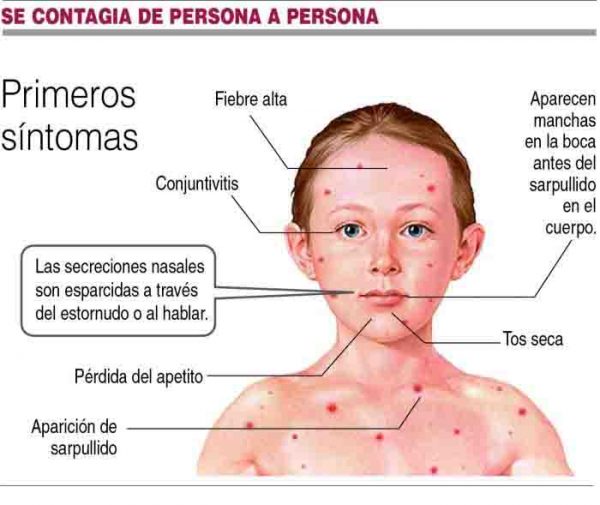 SE CONTAGIA DE PERSONA A PERSONA
Primeros
síntomas
Fiebre alta
Conjuntivitis
Las secreciones nasales
son esparcidas a través
del estornudo o al hablar.
Pérdida del apetito
Aparición de
sarpullido
Aparecen
manchas
en la boca
antes del
sarpullido
en el
cuerpo.
Tos seca